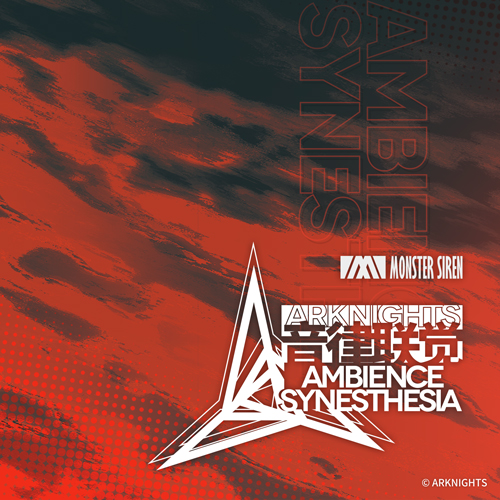 AMBIENCE
SYNESTHESIA
MONSTER SIREN
ARKNIGHTS
音律联觉
AMBIENCE
SYNESTHESIA
© ARKNIGHTS